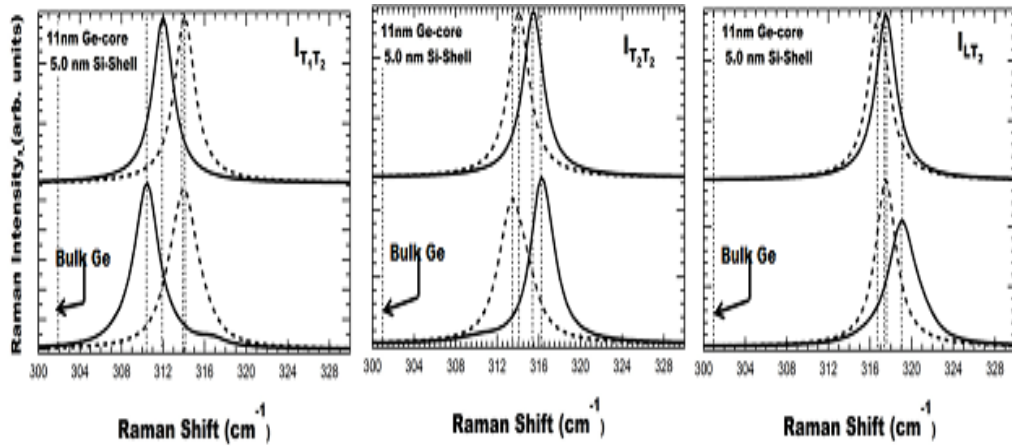 Raman Intensity (arb. units)
11nm Ge-core
5.0 nm Si-Shell
I_T1T2
Bulk Ge
300 304 308 312 316 320 324 328
Raman Shift (cm^-1)
11nm Ge-core
5.0 nm Si-Shell
I_T2T2
Bulk Ge
300 304 308 312 316 320 324 328
Raman Shift (cm^-1)
11nm Ge-core
5.0 nm Si-Shell
Bulk Ge
300 304 308 312 316 320 324 328
Raman Shift (cm^-1)